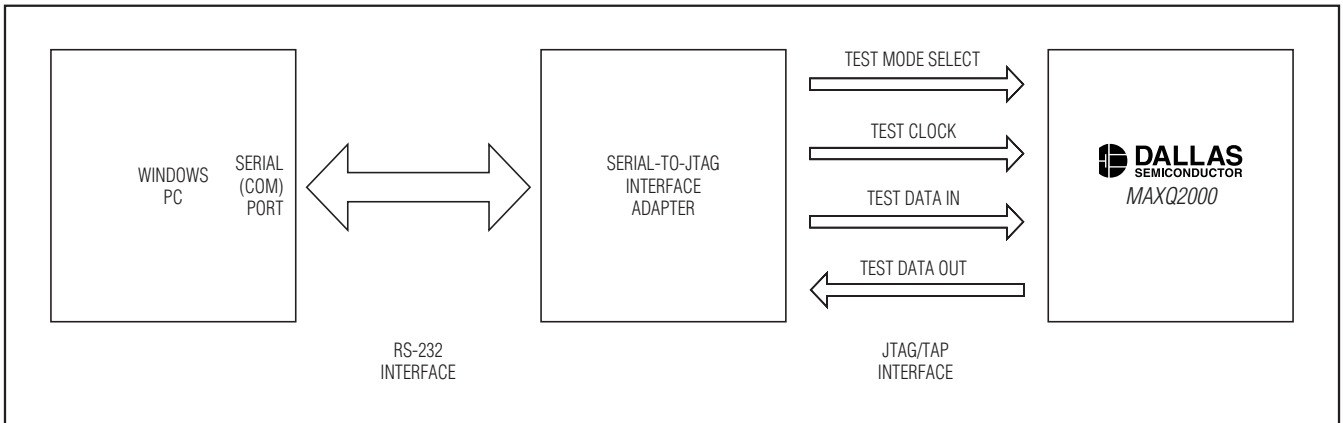 WINDOWS
PC
SERIAL
(COM)
PORT
RS-232
INTERFACE
SERIAL-TO-JTAG
INTERFACE
ADAPTER
TEST MODE SELECT
TEST CLOCK
TEST DATA IN
TEST DATA OUT
JTAG/TAP
INTERFACE
DALLAS
SEMICONDUCTOR
MAXQ2000